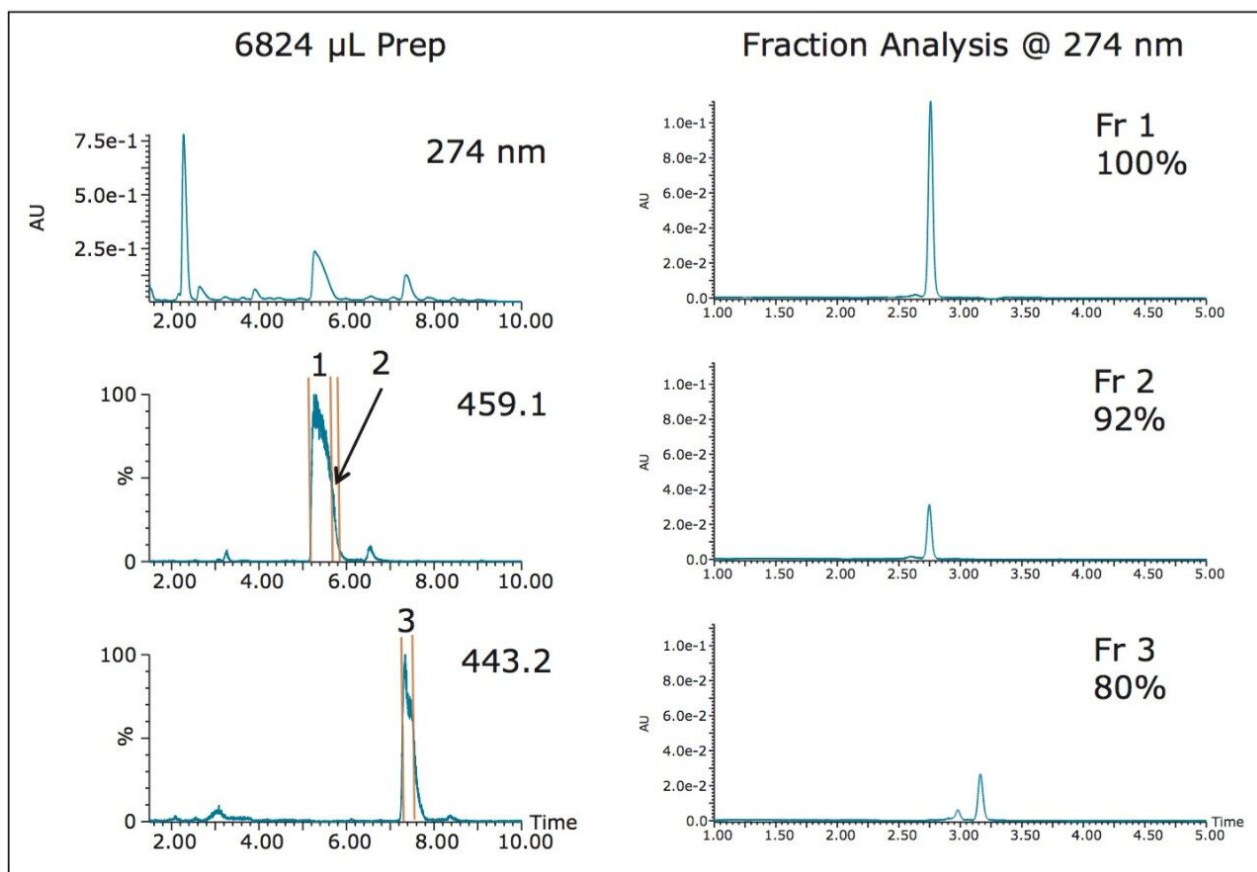 6824 µL Prep
274 nm
AU
7.5e-1
5.0e-1
2.5e-1
2.00 4.00 6.00 8.00 10.00
1 2
459.1
%
100
0
2.00 4.00 6.00 8.00 10.00
3
443.2
%
100
0
Time
2.00 4.00 6.00 8.00 10.00
Fraction Analysis @ 274 nm
Fr 1
100%
AU
1.0e-1
8.0e-2
6.0e-2
4.0e-2
2.0e-2
0.0
1.00 1.50 2.00 2.50 3.00 3.50 4.00 4.50 5.00
Fr 2
92%
AU
1.0e-1
8.0e-2
6.0e-2
4.0e-2
2.0e-2
0.0
1.00 1.50 2.00 2.50 3.00 3.50 4.00 4.50 5.00
Fr 3
80%
AU
1.0e-1
8.0e-2
6.0e-2
4.0e-2
2.0e-2
0.0
Time
1.00 1.50 2.00 2.50 3.00 3.50 4.00 4.50 5.00